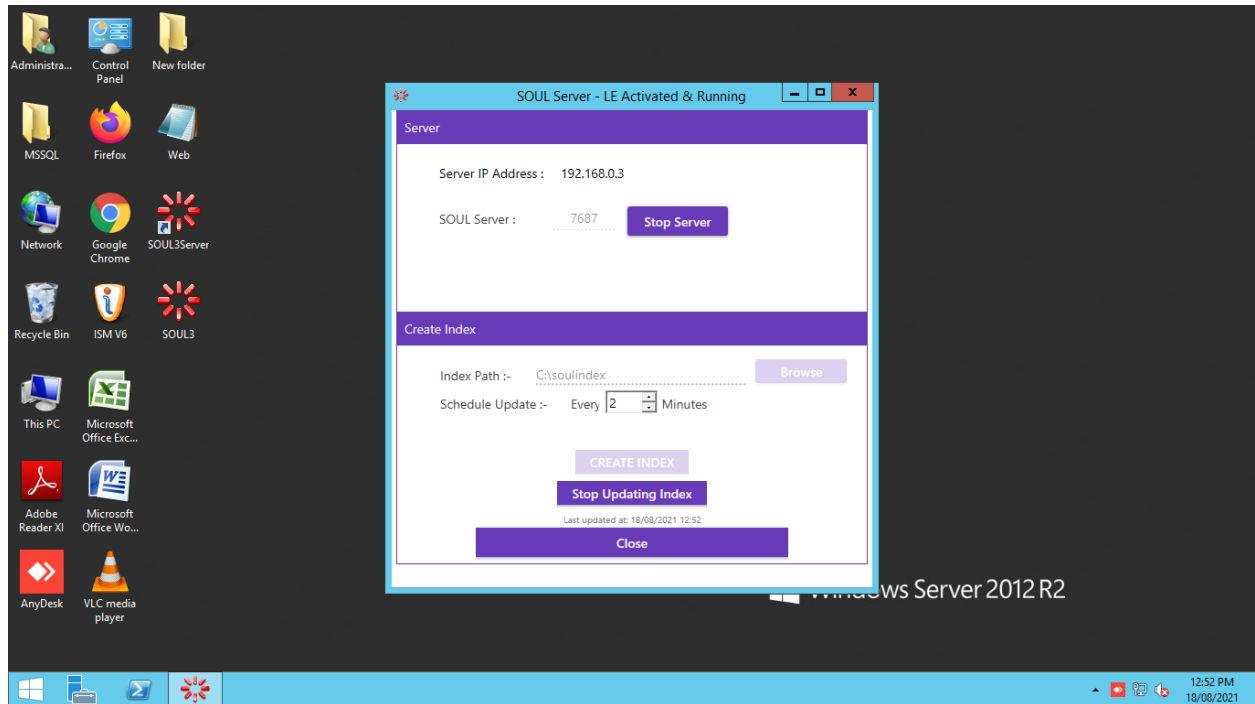 Administra...
Control
Panel
New folder
MSSQL
Firefox
Web
Network
Google
Chrome
SOUL3Server
Recycle Bin
ISM V6
SOUL3
This PC
Microsoft
Office Exc...
Adobe
Reader XI
Microsoft
Office Wo...
AnyDesk
VLC media
player
SOUL Server - LE Activated & Running
Server
Server IP Address : 192.168.0.3
SOUL Server : 7687 Stop Server
Create Index
Index Path :- C:\soulindex Browse
Schedule Update :- Every 2 Minutes
CREATE INDEX
Stop Updating Index
Last updated at: 18/08/2021 12:52
Close
Server 2012 R2
12:52 PM
18/08/2021